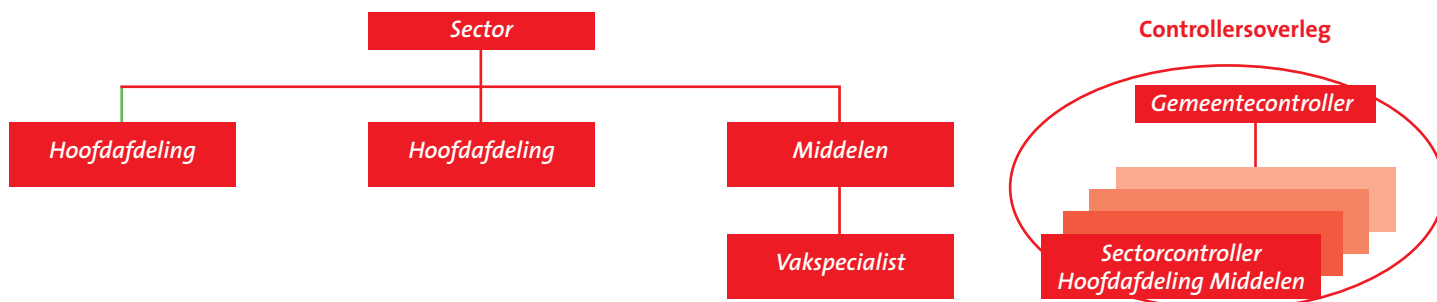 Sector
Controllersoverleg
Gemeentecontroller
Hoofdafdeling
Hoofdafdeling
Middelen
Vakspecialist
Sectorcontroller
Hoofdafdeling Middelen